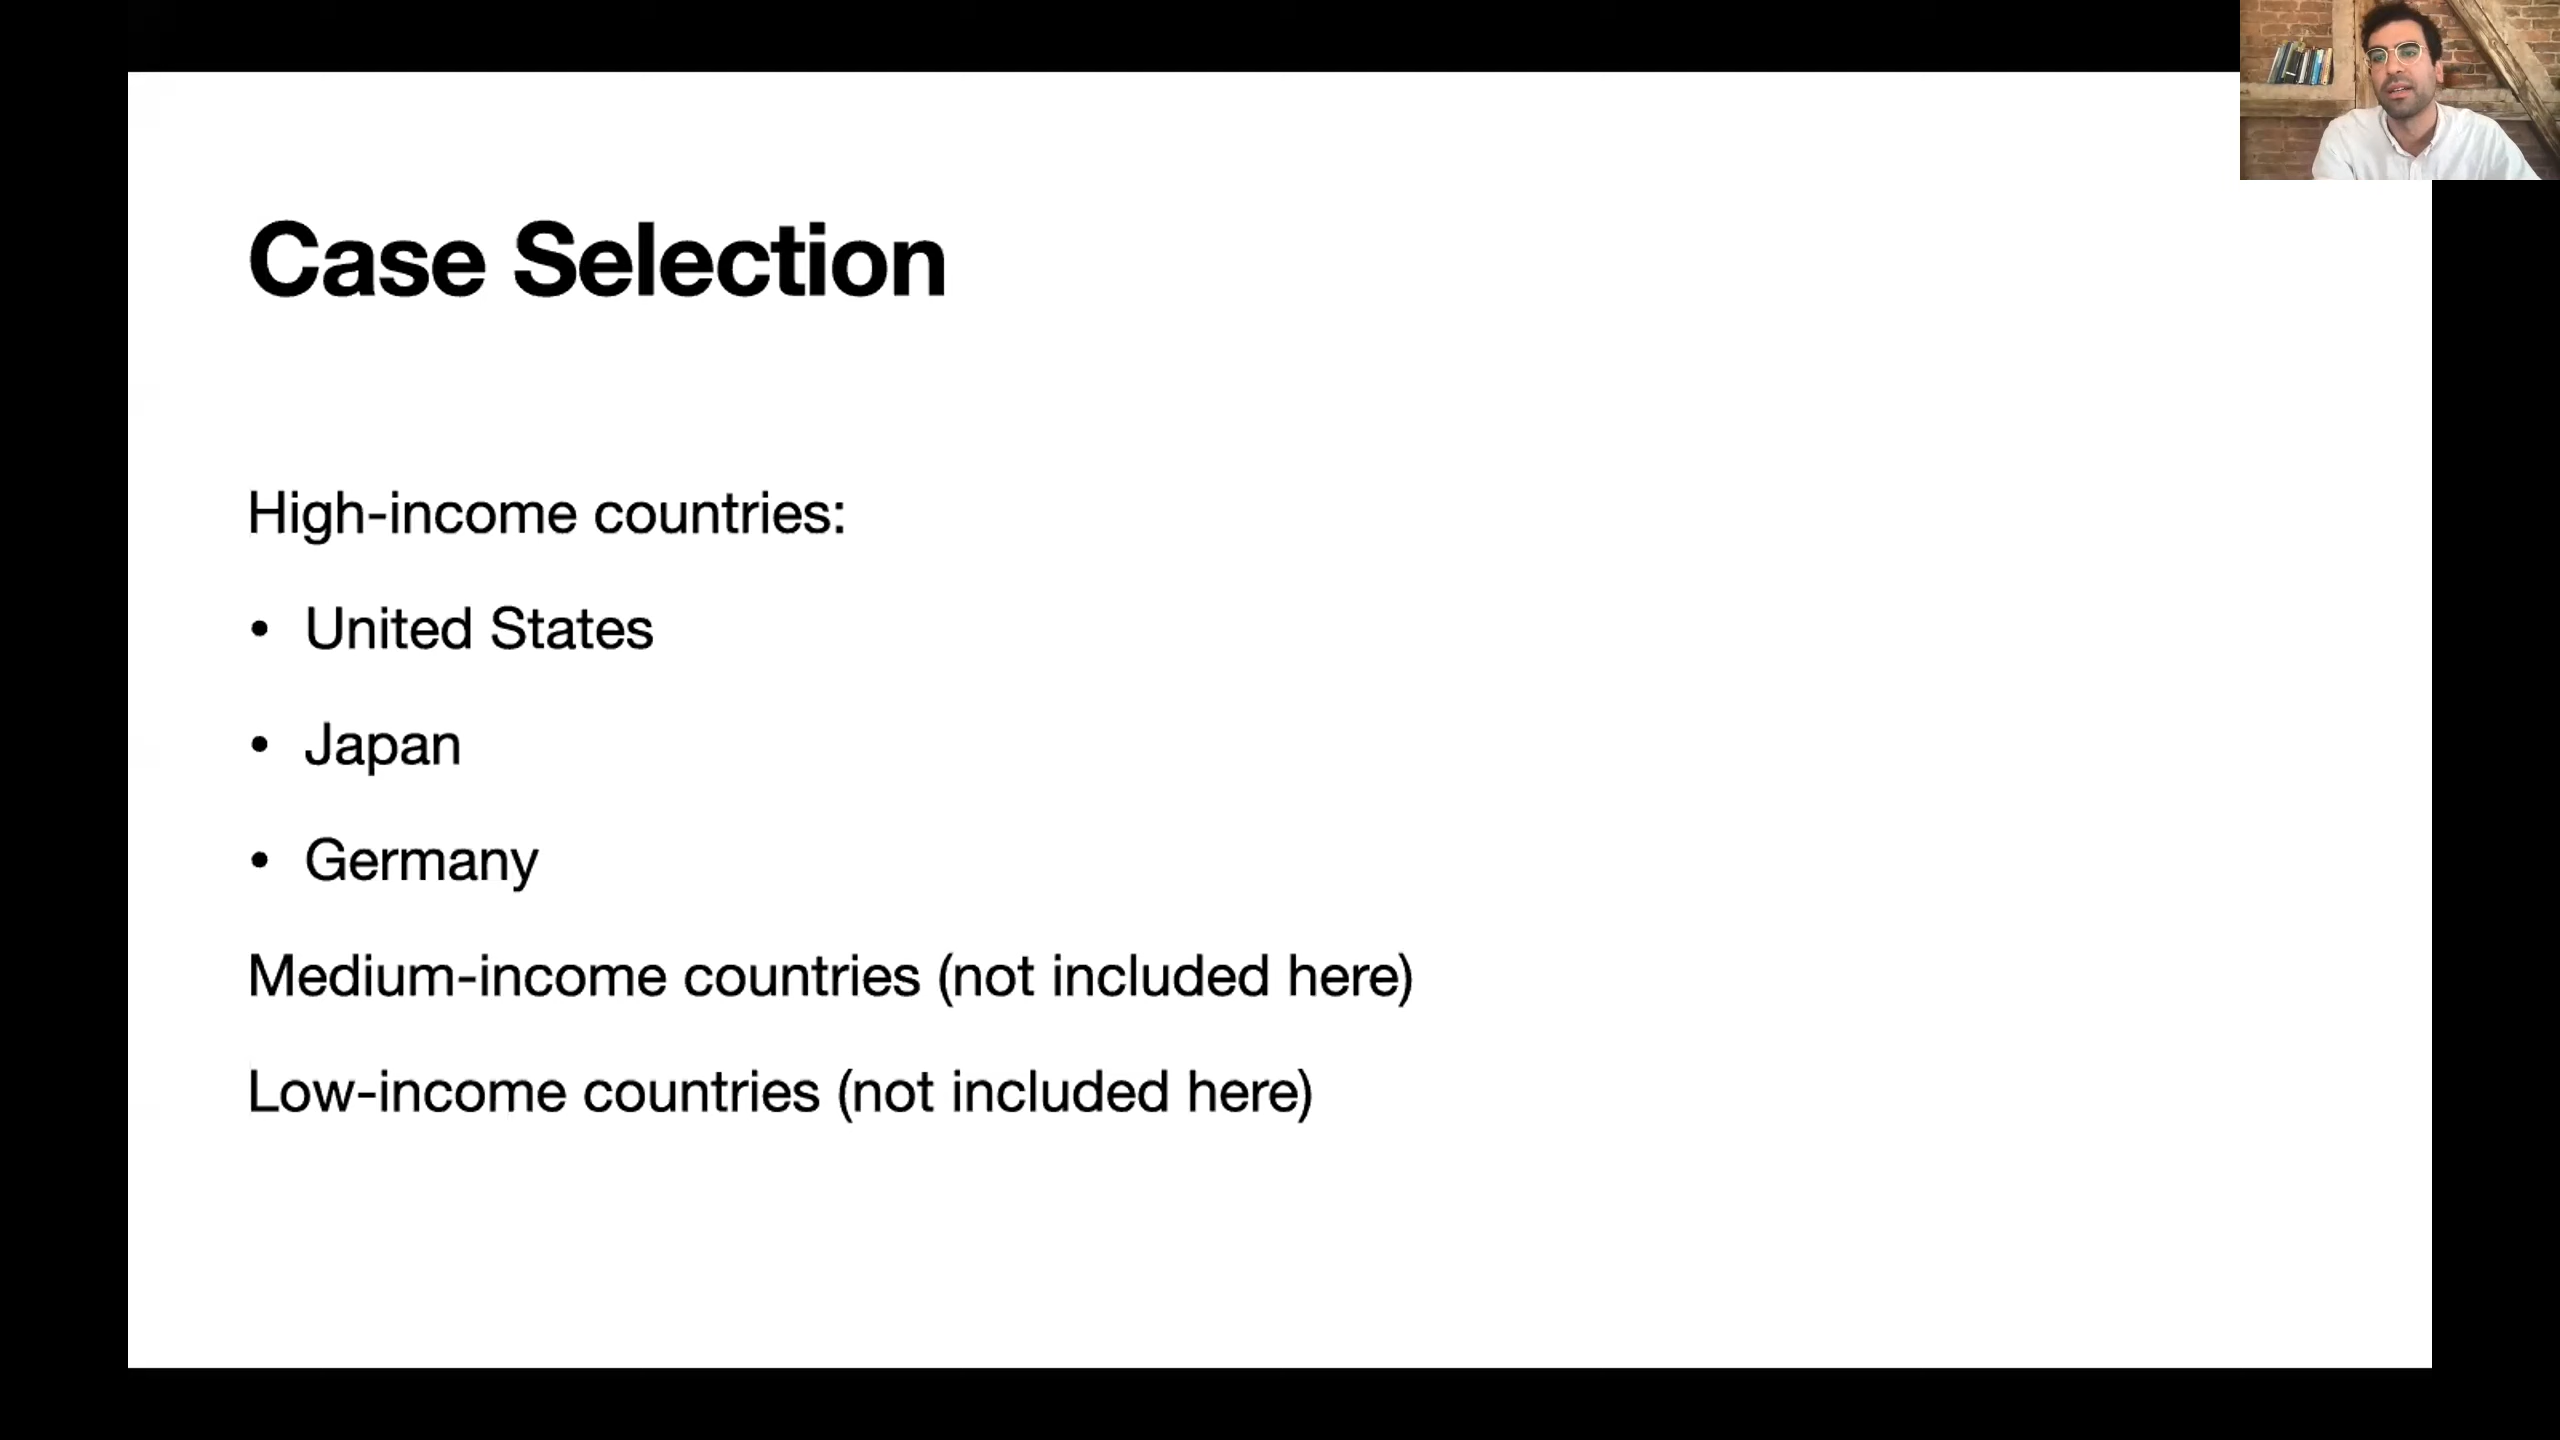 Case Selection
High-income countries:
• United States
• Japan
• Germany
Medium-income countries (not included here)
Low-income countries (not included here)